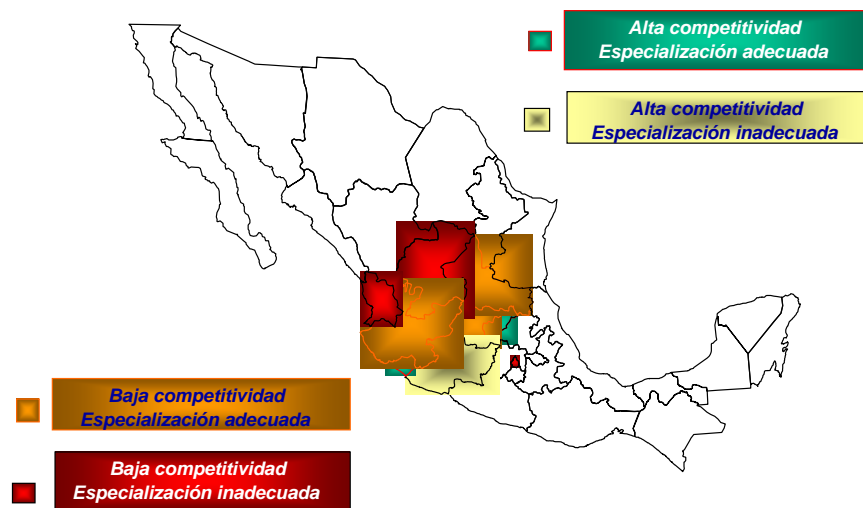 Alta competitividad
Especialización adecuada
Alta competitividad
Especialización inadecuada
Baja competitividad
Especialización adecuada
Baja competitividad
Especialización inadecuada